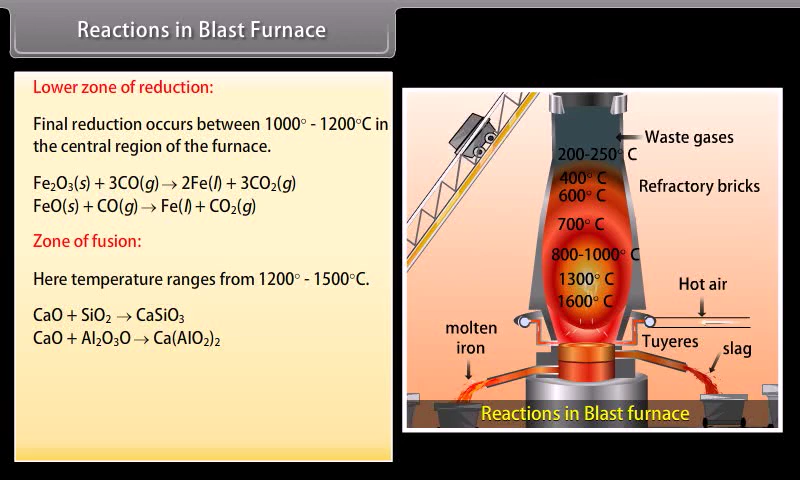 Reactions in Blast Furnace
Lower zone of reduction:
Final reduction occurs between 1000° - 1200°C in
the central region of the furnace.
Fe₂O₃(s) + 3CO(g) → 2Fe(l) + 3CO₂(g)
FeO(s) + CO(g) → Fe(l) + CO₂(g)
Zone of fusion:
Here temperature ranges from 1200° - 1500°C.
CaO + SiO₂ → CaSiO₃
CaO + Al₂O₃O → Ca(AlO₂)₂
Waste gases
200-250° C
400° C
Refractory bricks
600° C
700° C
800-1000° C
1300° C
Hot air
1600° C
molten
iron
Tuyeres
slag
Reactions in Blast furnace